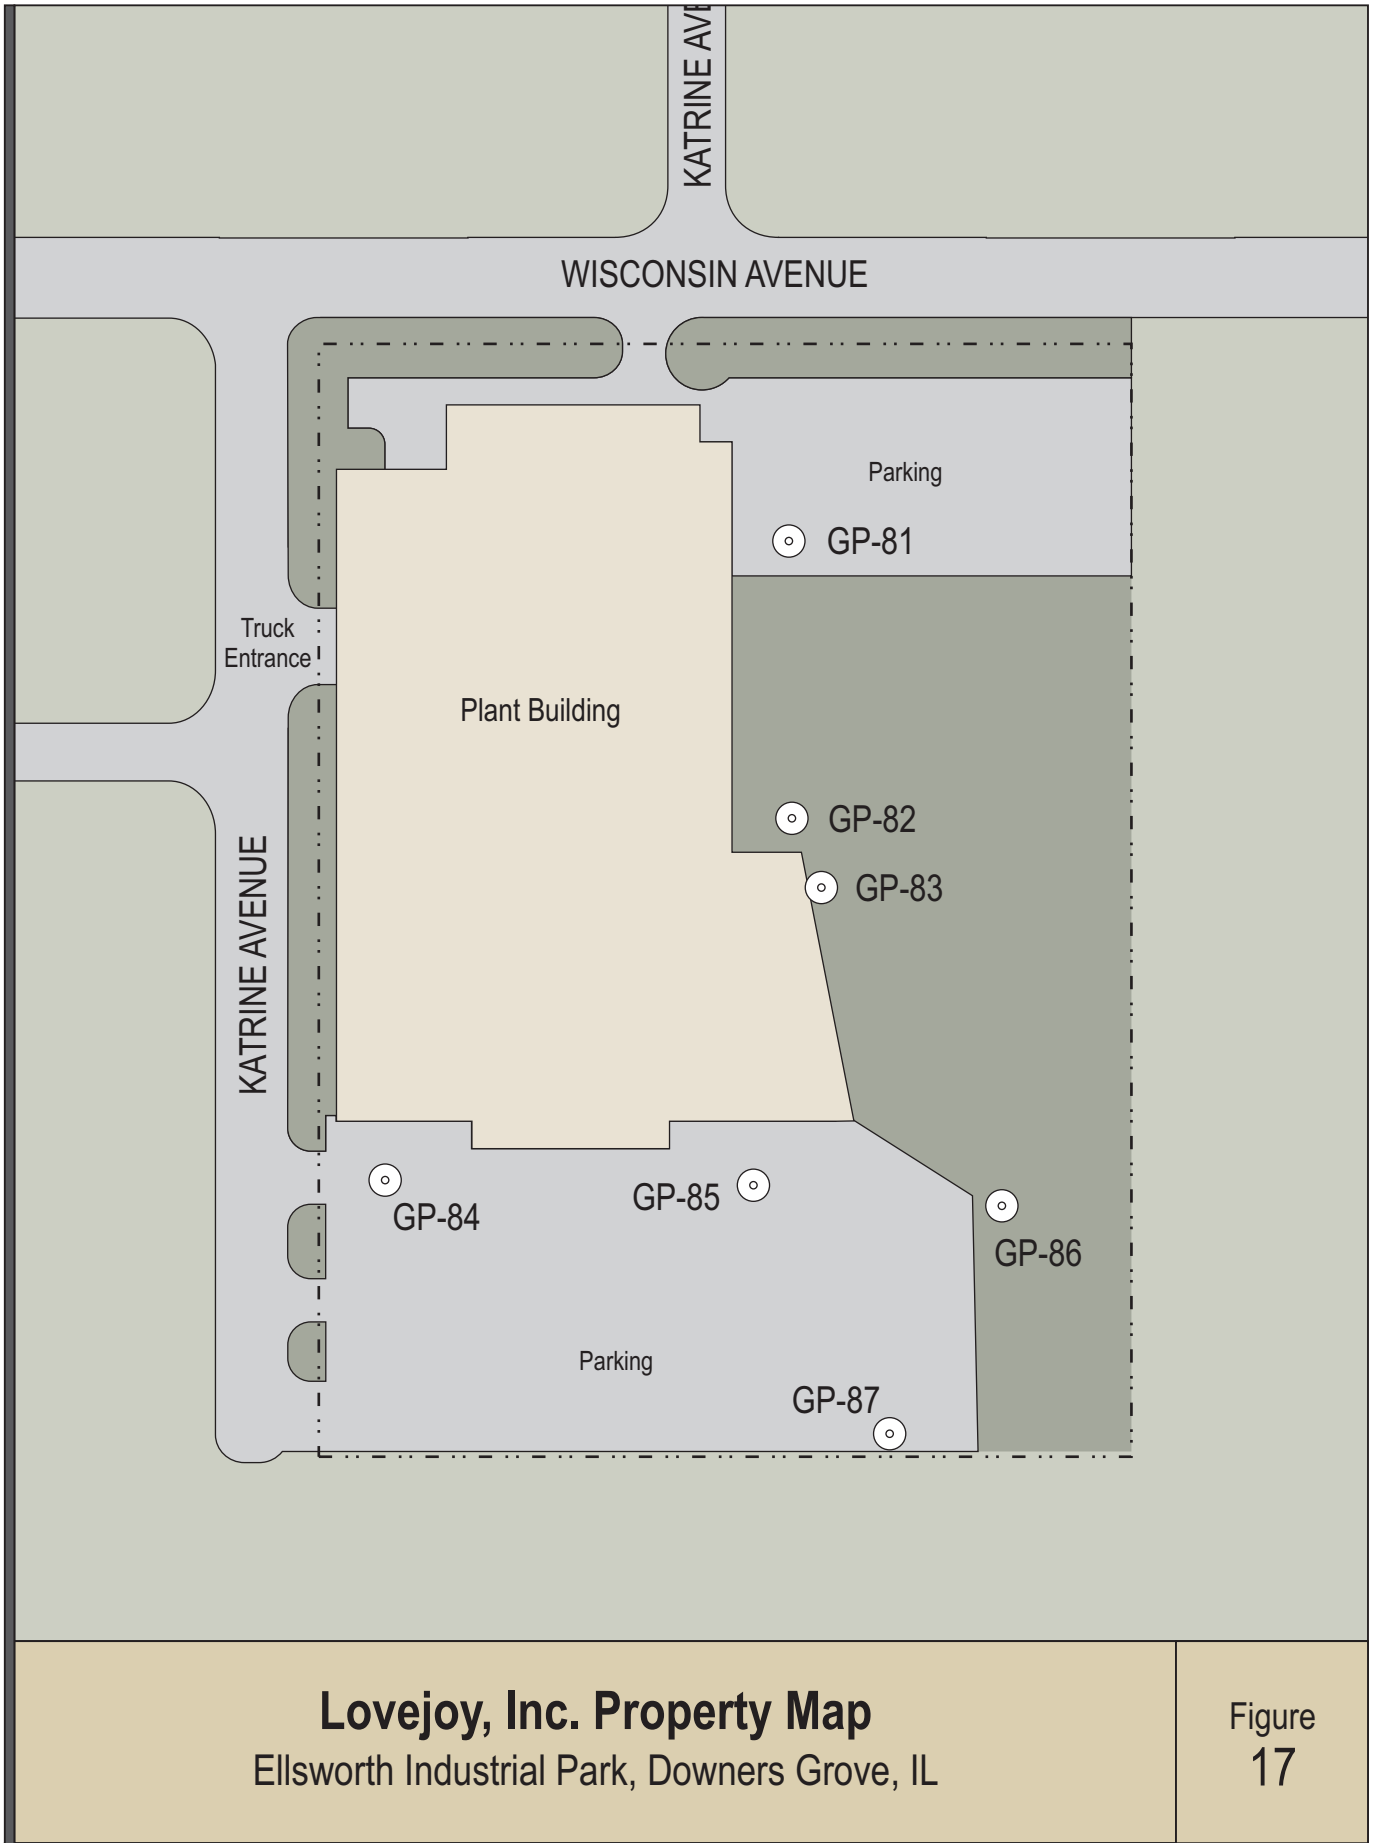 KATRINE AVE
WISCONSIN AVENUE
Parking
GP-81
Truck
Entrance
Plant Building
GP-82
GP-83
KATRINE AVENUE
GP-84
GP-85
GP-86
Parking
GP-87
Lovejoy, Inc. Property Map
Ellsworth Industrial Park, Downers Grove, IL
Figure
17